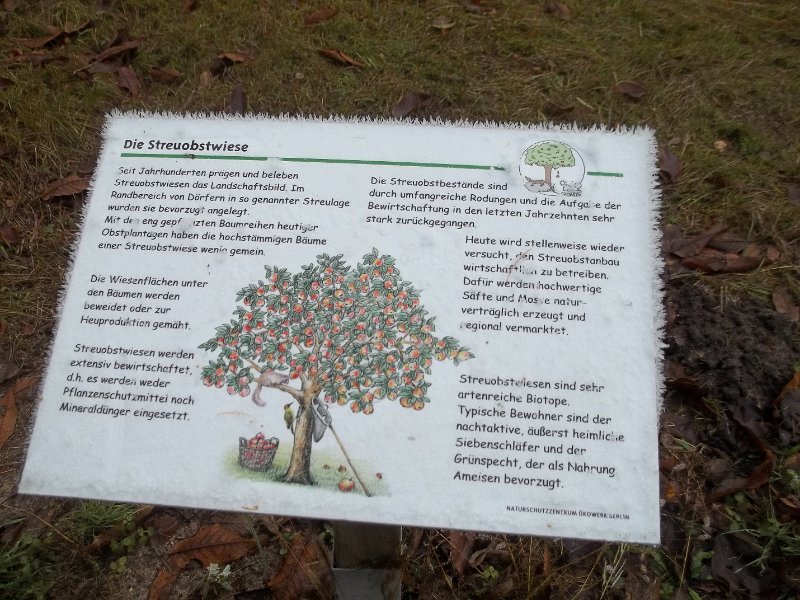 Die Streuobstwiese
Seit Jahrhunderten prägen und beleben
Streuobstwiesen das Landschaftsbild. Im
Randbereich von Dörfern in so genannter Streulage
wurden sie bevorzugt angelegt.
Mit den eng gepflanzten Baumreihen heutiger
Obstplantagen haben die hochstämmigen Bäume
einer Streuobstwiese wenig gemein.
Die Wiesenflächen unter
den Bäumen werden
beweidet oder zur
Heuproduktion gemäht.
Streuobstwiesen werden
extensiv bewirtschaftet,
d.h. es werden weder
Pflanzenschutzmittel noch
Mineraldünger eingesetzt.
Die Streuobstbestände sind
durch umfangreiche Rodungen und die Aufgabe der
Bewirtschaftung in den letzten Jahrzehnten sehr
stark zurückgegangen.
Heute wird stellenweise wieder
versucht, den Streuobstanbau
wirtschaftlich zu betreiben.
Dafür werden hochwertige
Säfte und Moste natur-
verträglich erzeugt und
regional vermarktet.
Streuobstwiesen sind sehr
artenreiche Biotope.
Typische Bewohner sind der
nachtaktive, äußerst heimliche
Siebenschläfer und der
Grünspecht, der als Nahrung
Ameisen bevorzugt.
NATURSCHUTZZENTRUM ÖKOWERK BERLIN